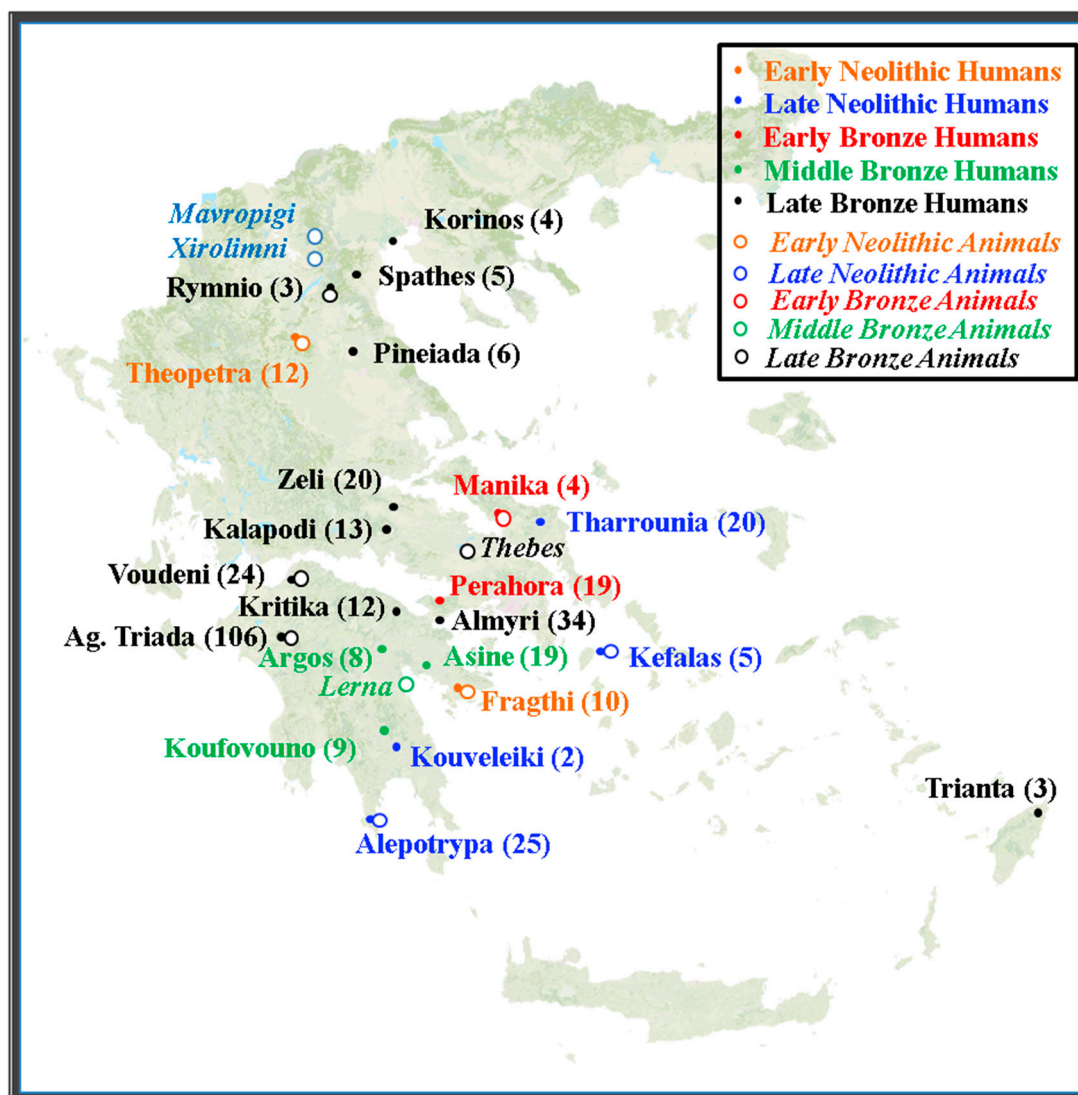 Early Neolithic Humans
Late Neolithic Humans
Early Bronze Humans
Middle Bronze Humans
Late Bronze Humans
Early Neolithic Animals
Late Neolithic Animals
Early Bronze Animals
Middle Bronze Animals
Late Bronze Animals
Mavropigi
Xirolimni
Korinos (4)
Spathes (5)
Rymnio (3)
Pineiada (6)
Theopetra (12)
Zeli (20)
Manika (4)
Kalapodi (13)
Tharrounia (20)
Thebes
Voudeni (24)
Perahora (19)
Kritika (12)
Almyri (34)
Ag. Triada (106)
Argos (8)
Asine (19)
Kefalas (5)
Lerna
Fragthi (10)
Koufovouno (9)
Kouveleiki (2)
Trianta (3)
Alepotrypa (25)